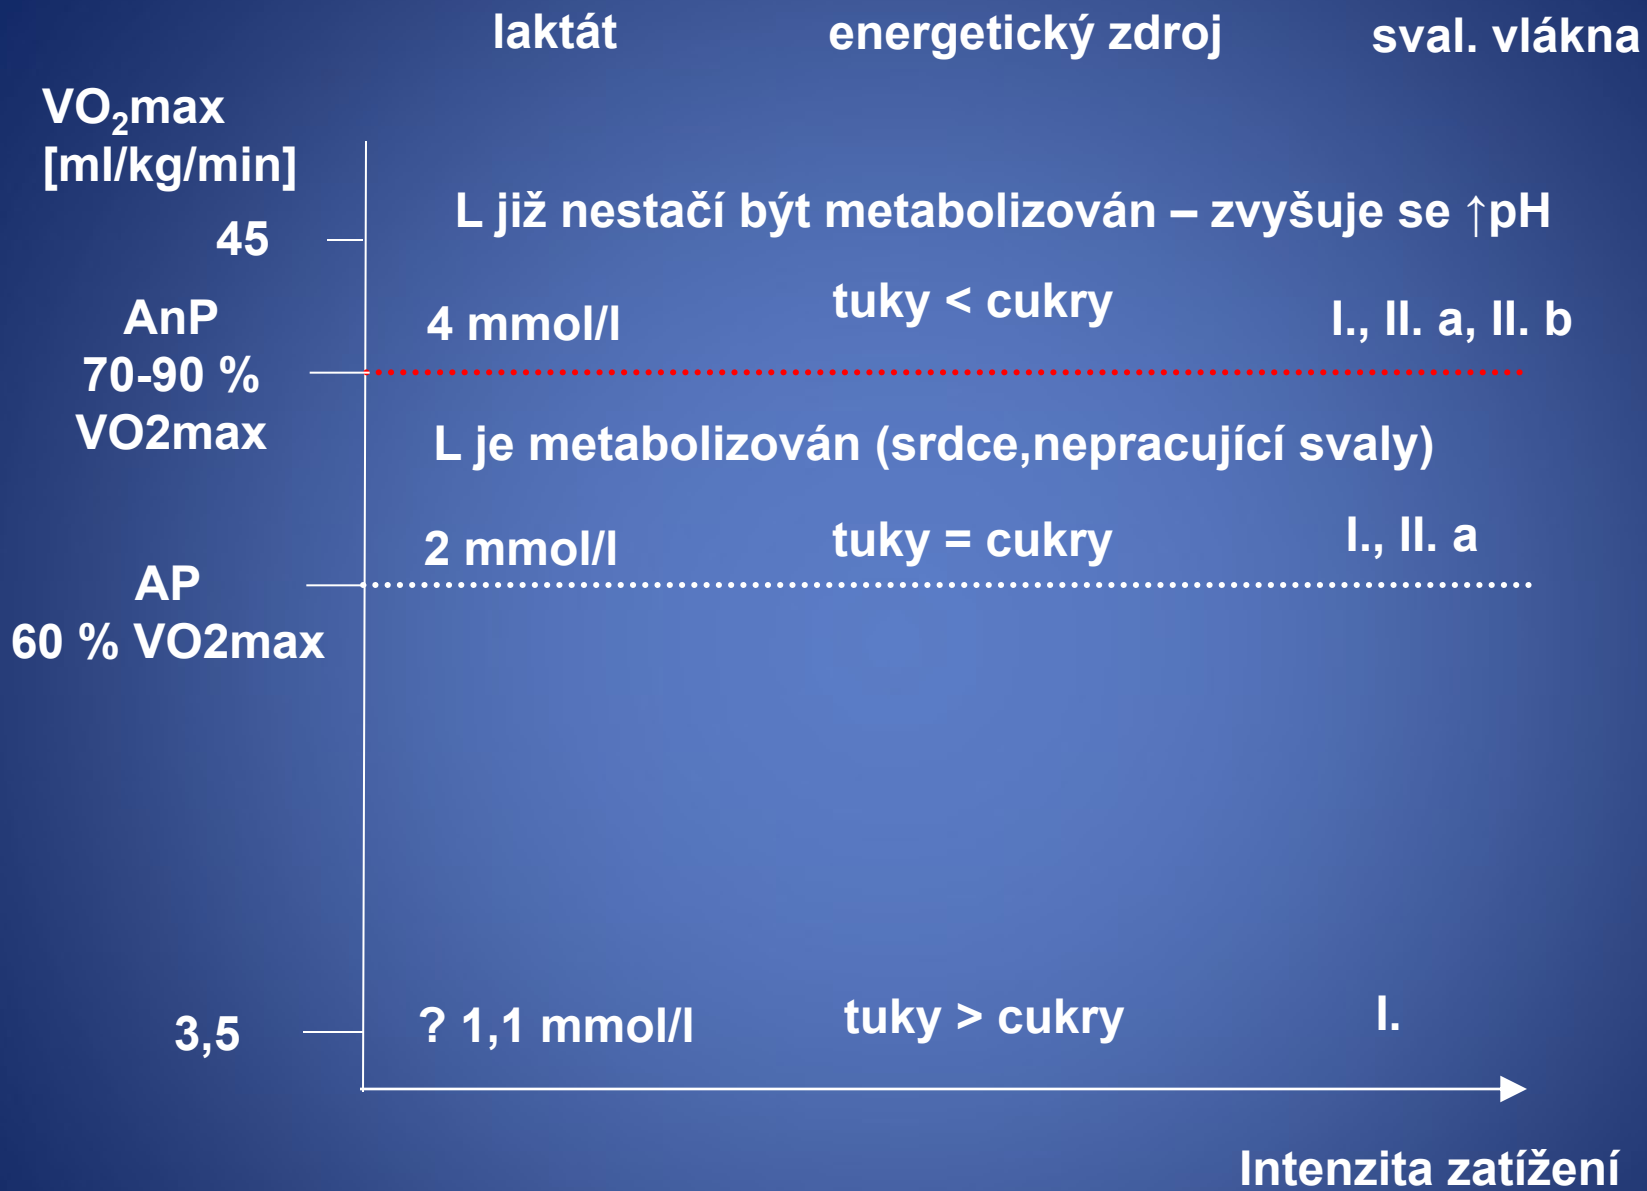 laktát energetický zdroj sval. vlákna
VO₂max
[ml/kg/min]
L již nestačí být metabolizován – zvyšuje se ↑pH
45
AnP
70-90 %
VO2max
4 mmol/l tuky < cukry I., II. a, II. b
L je metabolizován (srdce,nepracující svaly)
2 mmol/l tuky = cukry I., II. a
AP
60 % VO2max
3,5 ? 1,1 mmol/l tuky > cukry I.
Intenzita zatížení